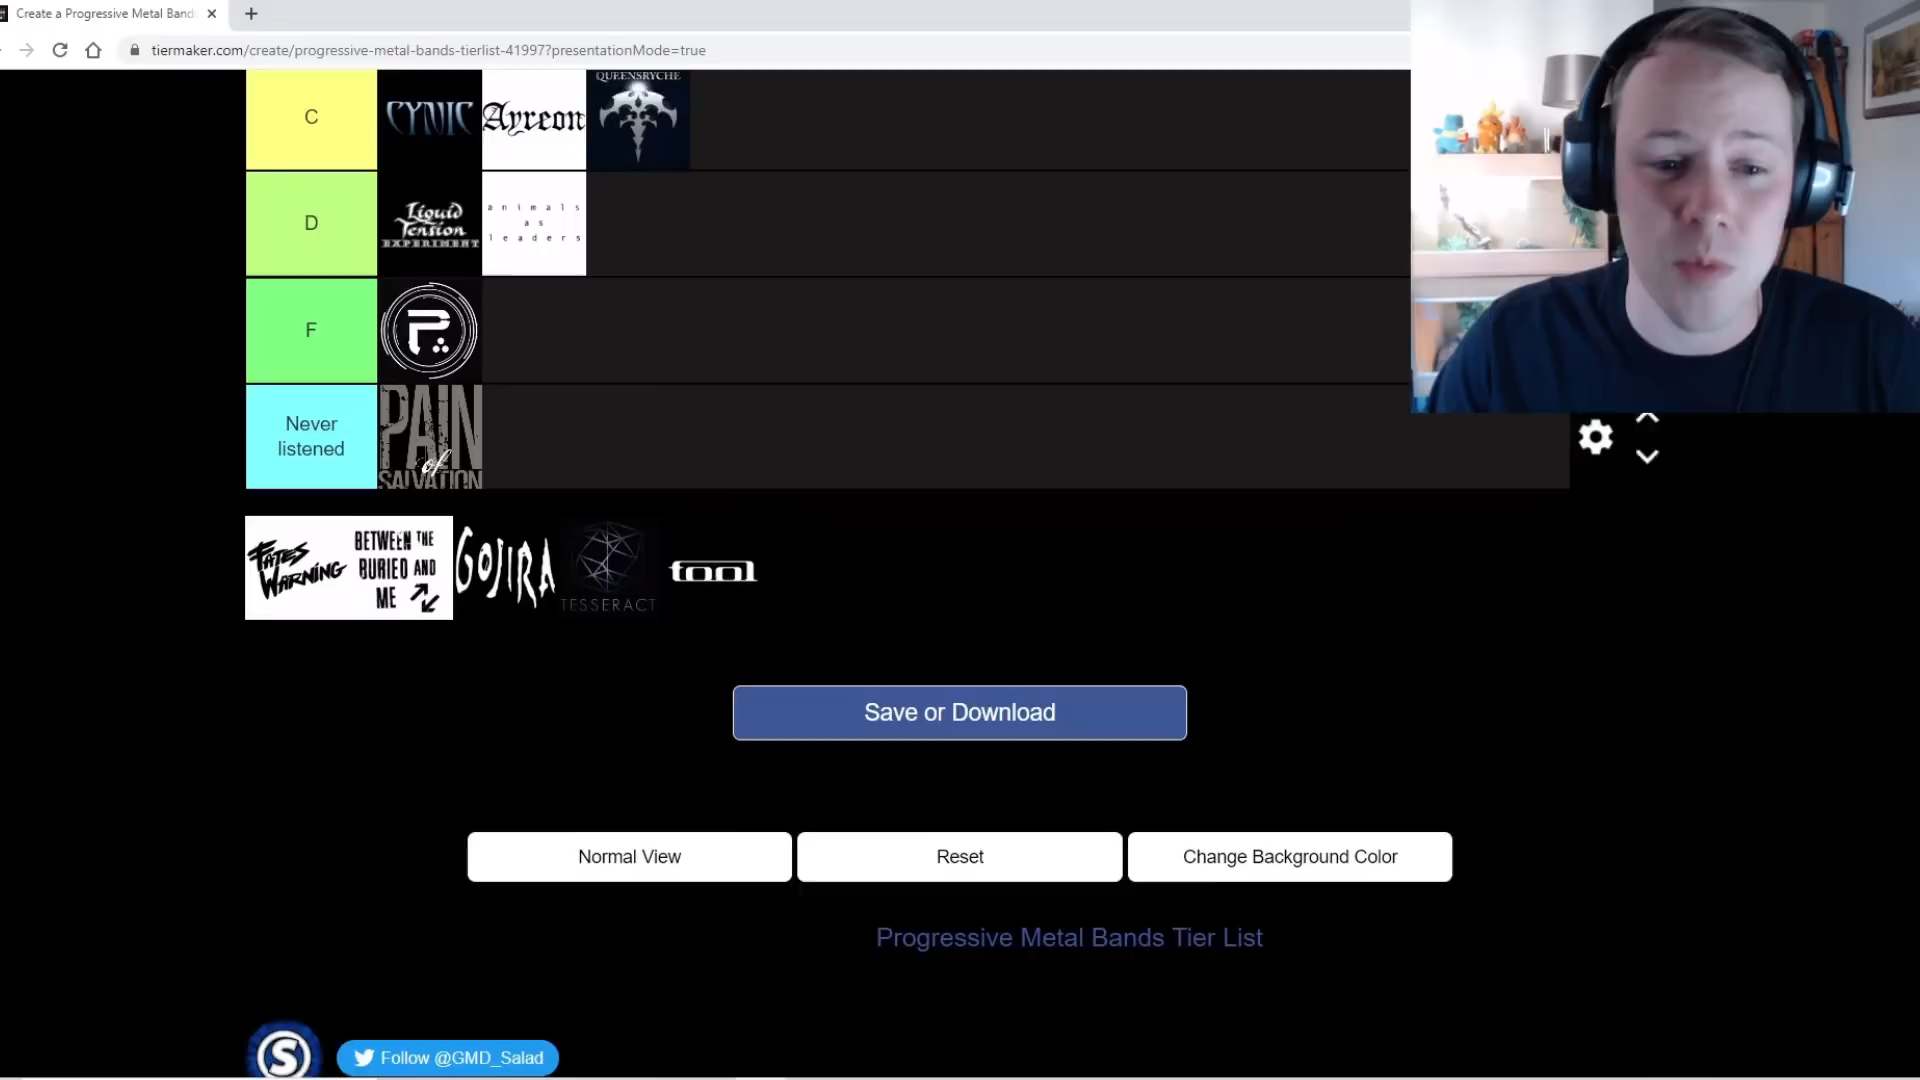 Create a Progressive Metal Band
tiermaker.com/create/progressive-metal-bands-tierlist-41997?presentationMode=true
C
CYNIC
Ayreon
QUEENSRYCHE
D
Liquid
Tension
EXPERIMENT
animals
as
leaders
F
P
Never
listened
PAIN
of
SALVATION
FATES
WARNING
BETWEEN THE
BURIED AND
ME
GOJIRA
TESSERACT
tool
Save or Download
Normal View
Reset
Change Background Color
Progressive Metal Bands Tier List
S
Follow @GMD_Salad